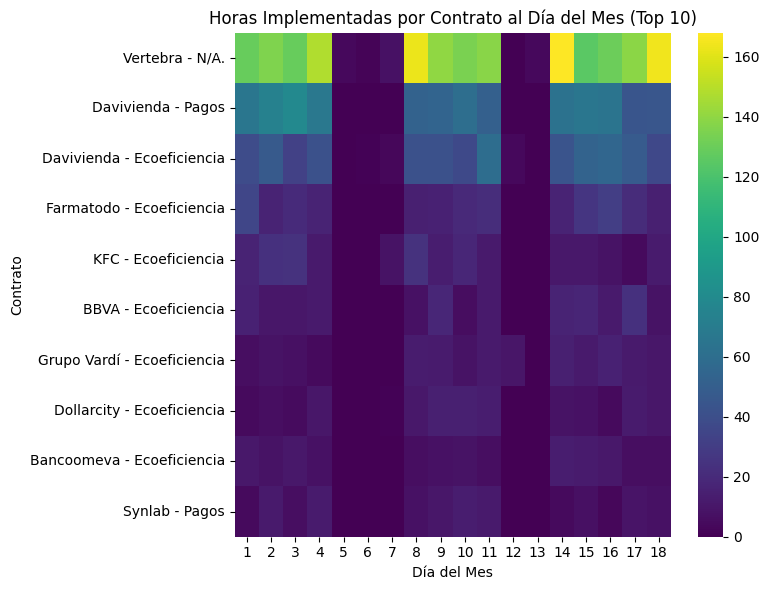 Horas Implementadas por Contrato al Día del Mes (Top 10)
Contrato
Vertebra - N/A.
Davivienda - Pagos
Davivienda - Ecoeficiencia
Farmatodo - Ecoeficiencia
KFC - Ecoeficiencia
BBVA - Ecoeficiencia
Grupo Vardí - Ecoeficiencia
Dollarcity - Ecoeficiencia
Bancoomeva - Ecoeficiencia
Synlab - Pagos
1 2 3 4 5 6 7 8 9 10 11 12 13 14 15 16 17 18
Día del Mes
160
140
120
100
80
60
40
20
0